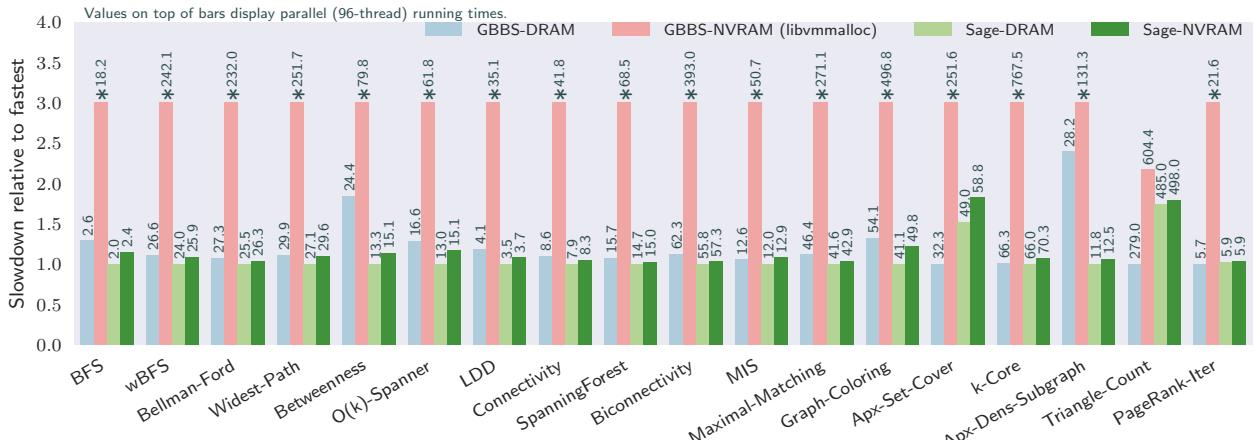 Values on top of bars display parallel (96-thread) running times.
GBBS-DRAM GBBS-NVRAM (libvmmalloc) Sage-DRAM Sage-NVRAM
Slowdown relative to fastest
4.0
3.5
3.0
2.5
2.0
1.5
1.0
0.5
0.0
2.6 *18.2 2.0 2.4
26.6 *242.1 24.0 25.9
27.3 *232.0 25.5 26.3
29.9 *251.7 27.1 29.6
24.4 *79.8 13.3 15.1
16.6 *61.8 13.0 15.1
4.1 *35.1 3.5 3.7
8.6 *41.8 7.9 8.3
15.7 *68.5 14.7 15.0
62.3 *393.0 55.8 57.3
12.6 *50.7 12.0 12.9
46.4 *271.1 41.6 42.9
54.1 *496.8 41.1 49.8
32.3 *251.6 49.0 58.8
66.3 *767.5 66.0 70.3
28.2 *131.3 11.8 12.5
279.0 604.4 485.0 498.0
5.7 *21.6 5.9 5.9
BFS
wBFS
Bellman-Ford
Widest-Path
Betweenness
O(k)-Spanner
LDD
Connectivity
SpanningForest
Biconnectivity
MIS
Maximal-Matching
Graph-Coloring
Apx-Set-Cover
k-Core
Apx-Dens-Subgraph
Triangle-Count
PageRank-Iter